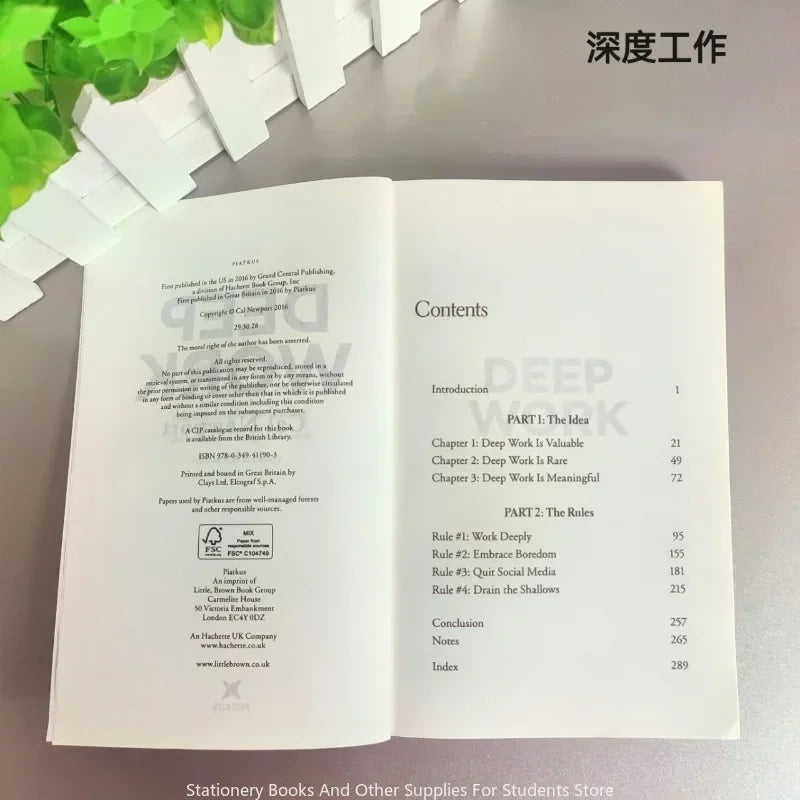 深度工作
PIATKUS
First published in the US in 2016 by Grand Central Publishing,
a division of Hachette Book Group, Inc
First published in Great Britain in 2016 by Piatkus
Copyright © Cal Newport 2016
29 30 28
The moral right of the author has been asserted.
All rights reserved.
No part of this publication may be reproduced, stored in a
retrieval system, or transmitted in any form or by any means, without
the prior permission in writing of the publisher, nor be otherwise circulated
in any form of binding or cover other than that in which it is published
and without a similar condition including this condition
being imposed on the subsequent purchaser.
A CIP catalogue record for this book
is available from the British Library.
ISBN 978-0-349-41190-3
Printed and bound in Great Britain by
Clays Ltd, Elcograf S.p.A.
Papers used by Piatkus are from well-managed forests
and other responsible sources.
FSC
www.fsc.org
MIX
Paper from
responsible sources
FSC® C104740
Piatkus
An imprint of
Little, Brown Book Group
Carmelite House
50 Victoria Embankment
London EC4Y 0DZ
An Hachette UK Company
www.hachette.co.uk
www.littlebrown.co.uk
PIATKUS
DEEP
WORK
Cal Newport
Contents
DEEP
WORK
Introduction 1
PART 1: The Idea
Chapter 1: Deep Work Is Valuable 21
Chapter 2: Deep Work Is Rare 49
Chapter 3: Deep Work Is Meaningful 72
PART 2: The Rules
Rule #1: Work Deeply 95
Rule #2: Embrace Boredom 155
Rule #3: Quit Social Media 181
Rule #4: Drain the Shallows 215
Conclusion 257
Notes 265
Index 289
Stationery Books And Other Supplies For Students Store